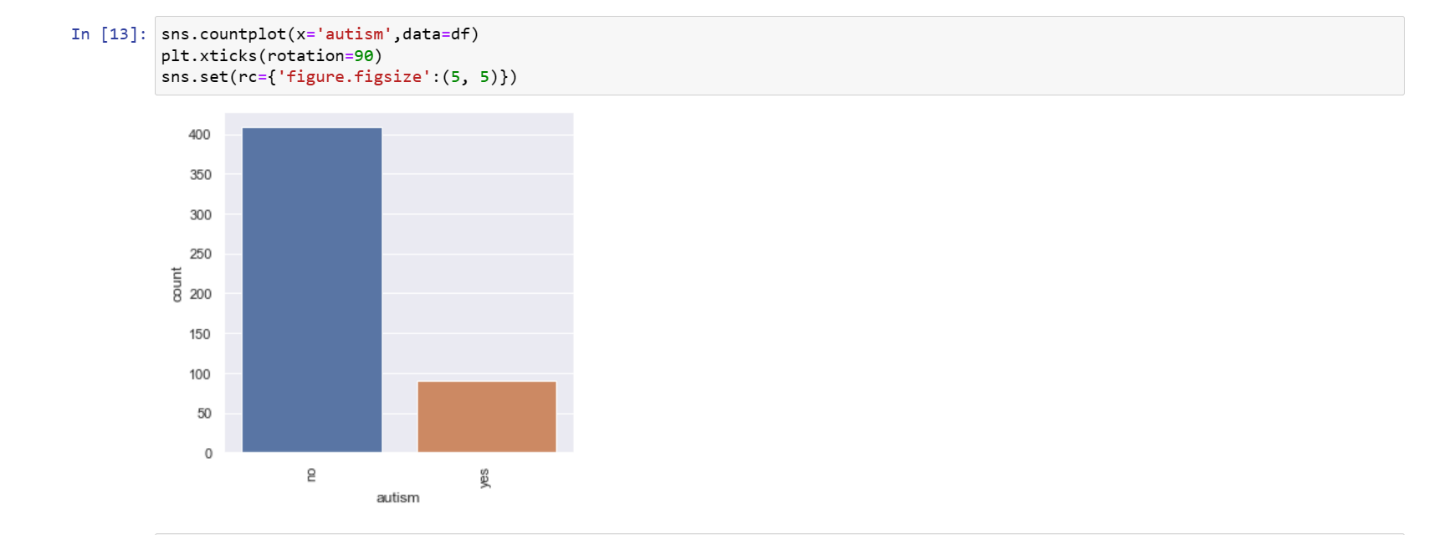 In [13]: sns.countplot(x='autism',data=df)
plt.xticks(rotation=90)
sns.set(rc={'figure.figsize':(5, 5)})
400
350
300
250
200
150
100
50
0
count
no
yes
autism